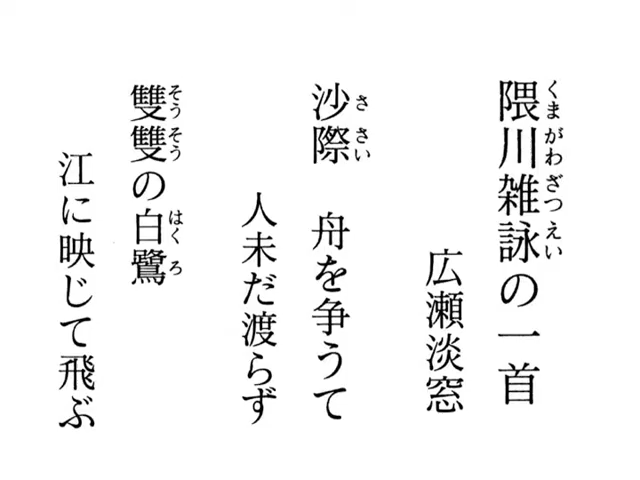 隈川雑詠の一首
広瀬淡窓
沙際　舟を争うて
人未だ渡らず
雙雙の白鷺
江に映じて飛ぶ